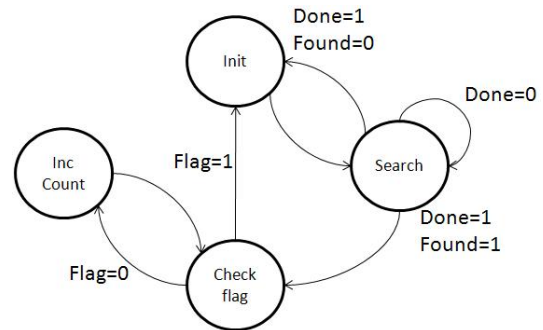 Done=1
Found=0
Init
Done=0
Search
Flag=1
Inc
Count
Done=1
Found=1
Flag=0
Check
flag